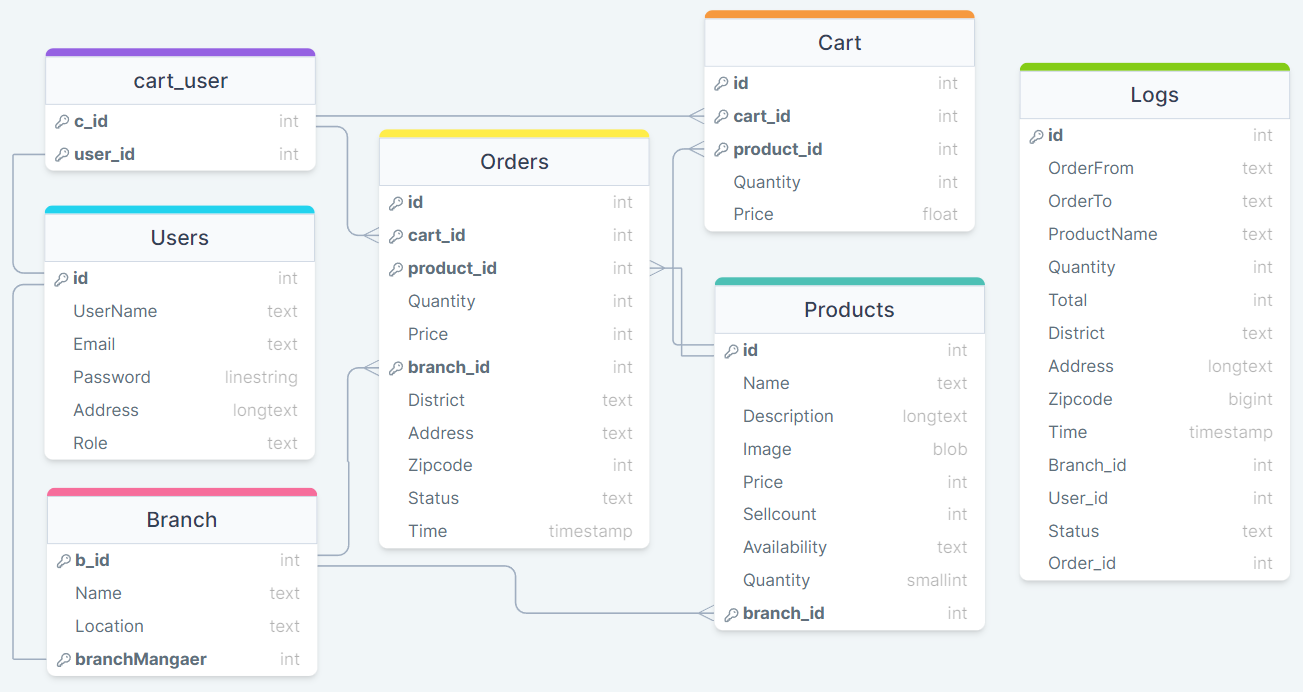 cart_user
c_id int
user_id int
Users
id int
UserName text
Email text
Password linestring
Address longtext
Role text
Branch
b_id int
Name text
Location text
branchMangaer int
Orders
id int
cart_id int
product_id int
Quantity int
Price int
branch_id int
District text
Address text
Zipcode int
Status text
Time timestamp
Cart
id int
cart_id int
product_id int
Quantity int
Price float
Products
id int
Name text
Description longtext
Image blob
Price int
Sellcount int
Availability text
Quantity smallint
branch_id int
Logs
id int
OrderFrom text
OrderTo text
ProductName text
Quantity int
Total int
District text
Address longtext
Zipcode bigint
Time timestamp
Branch_id int
User_id int
Status text
Order_id int